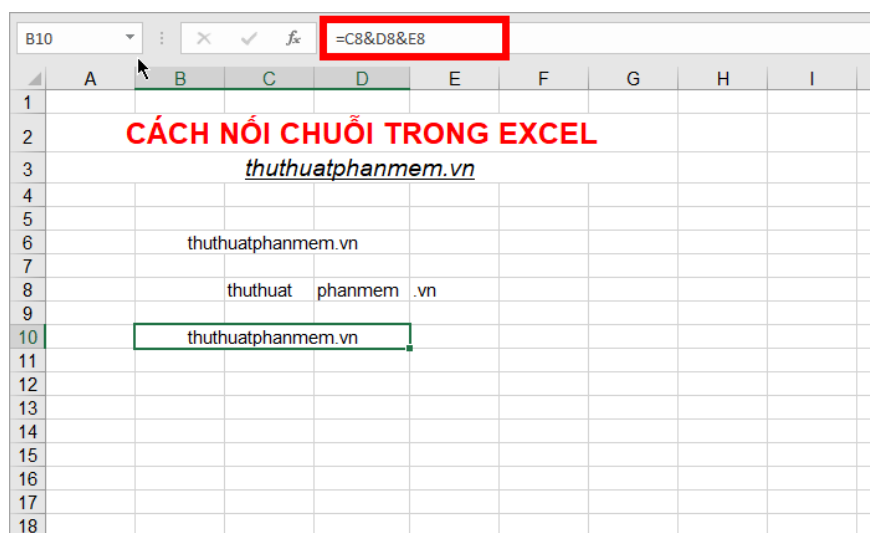 B10 fx =C8&D8&E8
A B C D E F G H I
1
2 CÁCH NỐI CHUỖI TRONG EXCEL
3 thuthuatphanmem.vn
4
5
6 thuthuatphanmem.vn
7
8 thuthuat phanmem .vn
9
10 thuthuatphanmem.vn
11
12
13
14
15
16
17
18